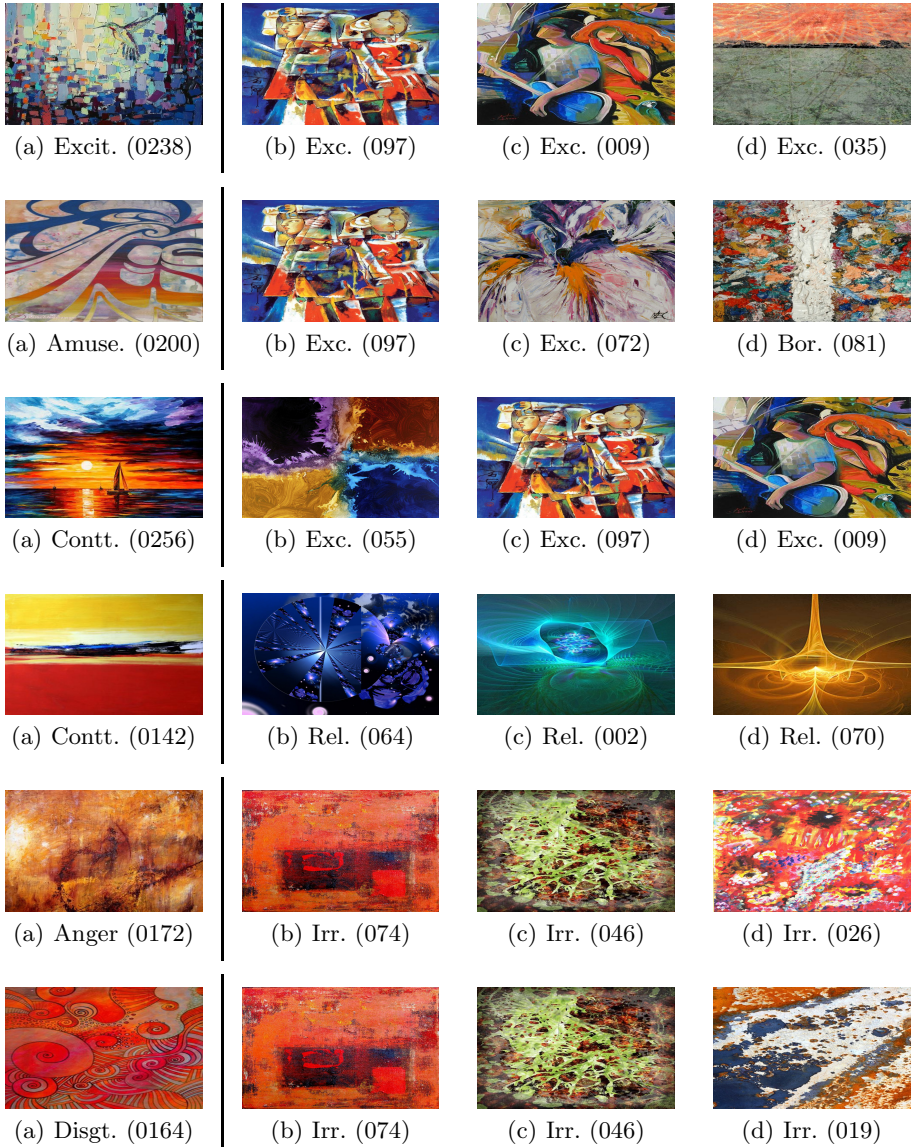 (a) Excit. (0238) (b) Exc. (097) (c) Exc. (009) (d) Exc. (035)
(a) Amuse. (0200) (b) Exc. (097) (c) Exc. (072) (d) Bor. (081)
(a) Contt. (0256) (b) Exc. (055) (c) Exc. (097) (d) Exc. (009)
(a) Contt. (0142) (b) Rel. (064) (c) Rel. (002) (d) Rel. (070)
(a) Anger (0172) (b) Irr. (074) (c) Irr. (046) (d) Irr. (026)
(a) Disgt. (0164) (b) Irr. (074) (c) Irr. (046) (d) Irr. (019)